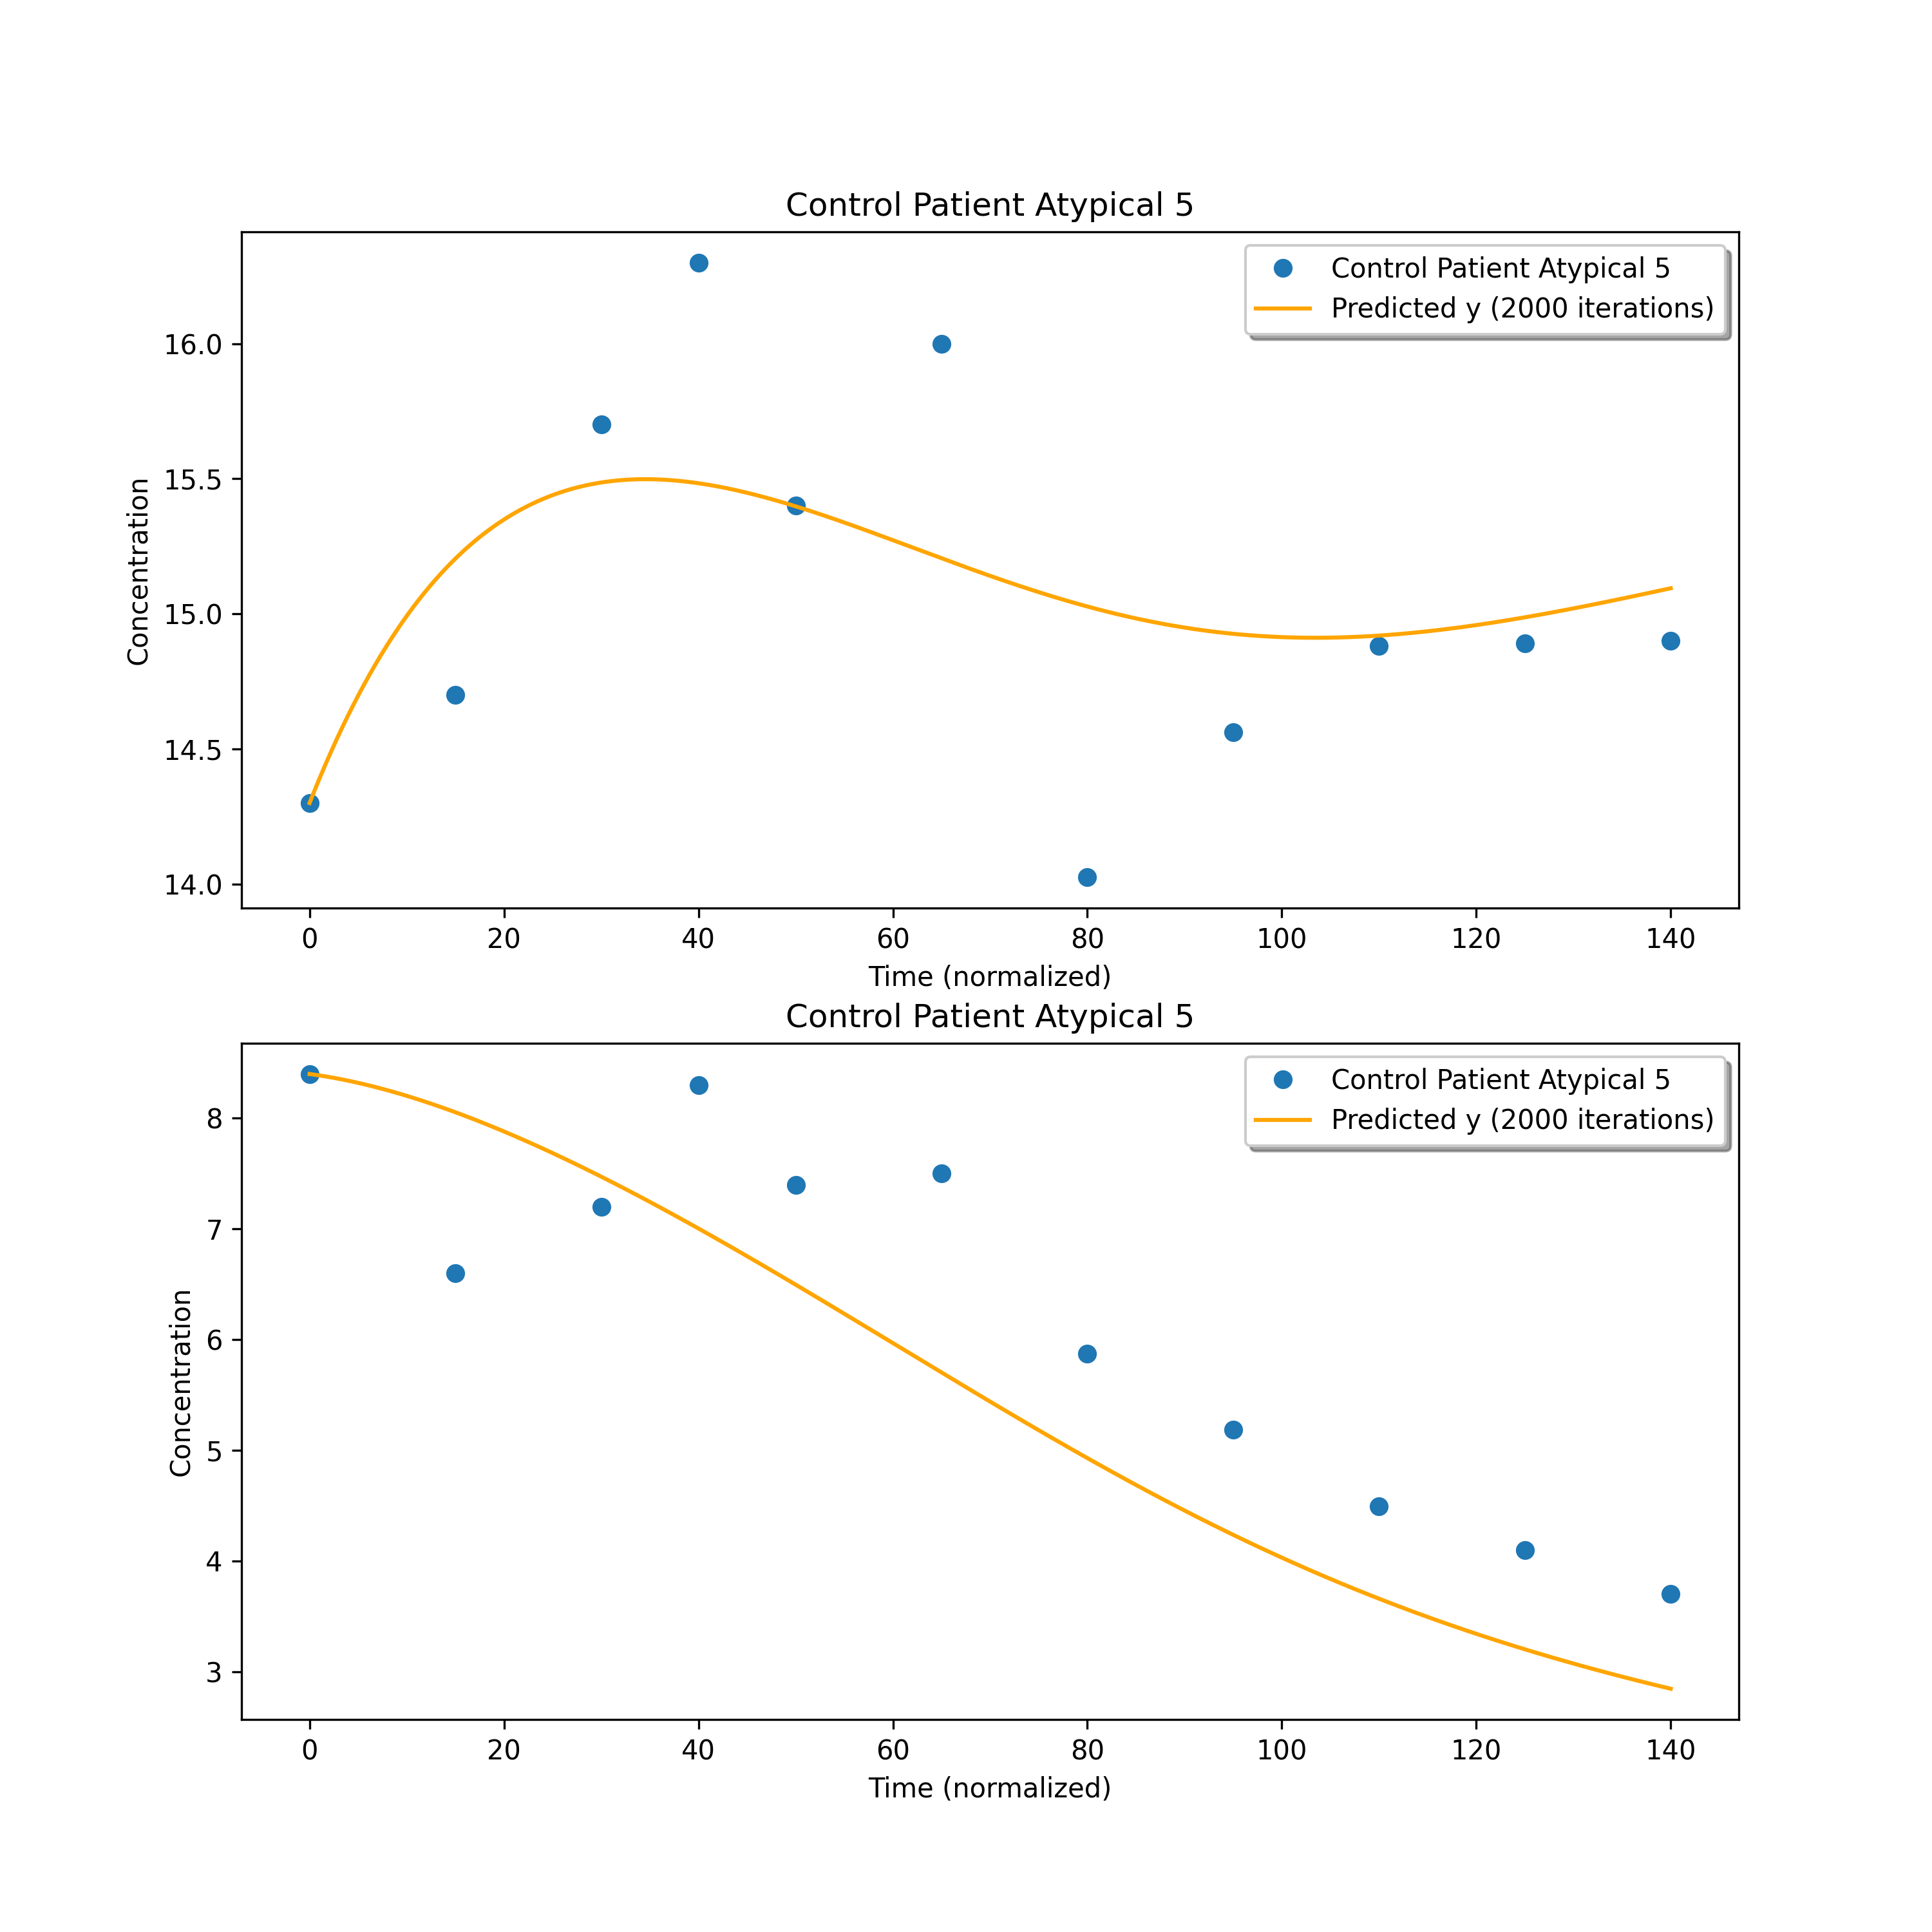 Control Patient Atypical 5
Control Patient Atypical 5
Predicted y (2000 iterations)
16.0
15.5
15.0
14.5
14.0
Concentration
0 20 40 60 80 100 120 140
Time (normalized)
Control Patient Atypical 5
Control Patient Atypical 5
Predicted y (2000 iterations)
8
7
6
5
4
3
Concentration
0 20 40 60 80 100 120 140
Time (normalized)